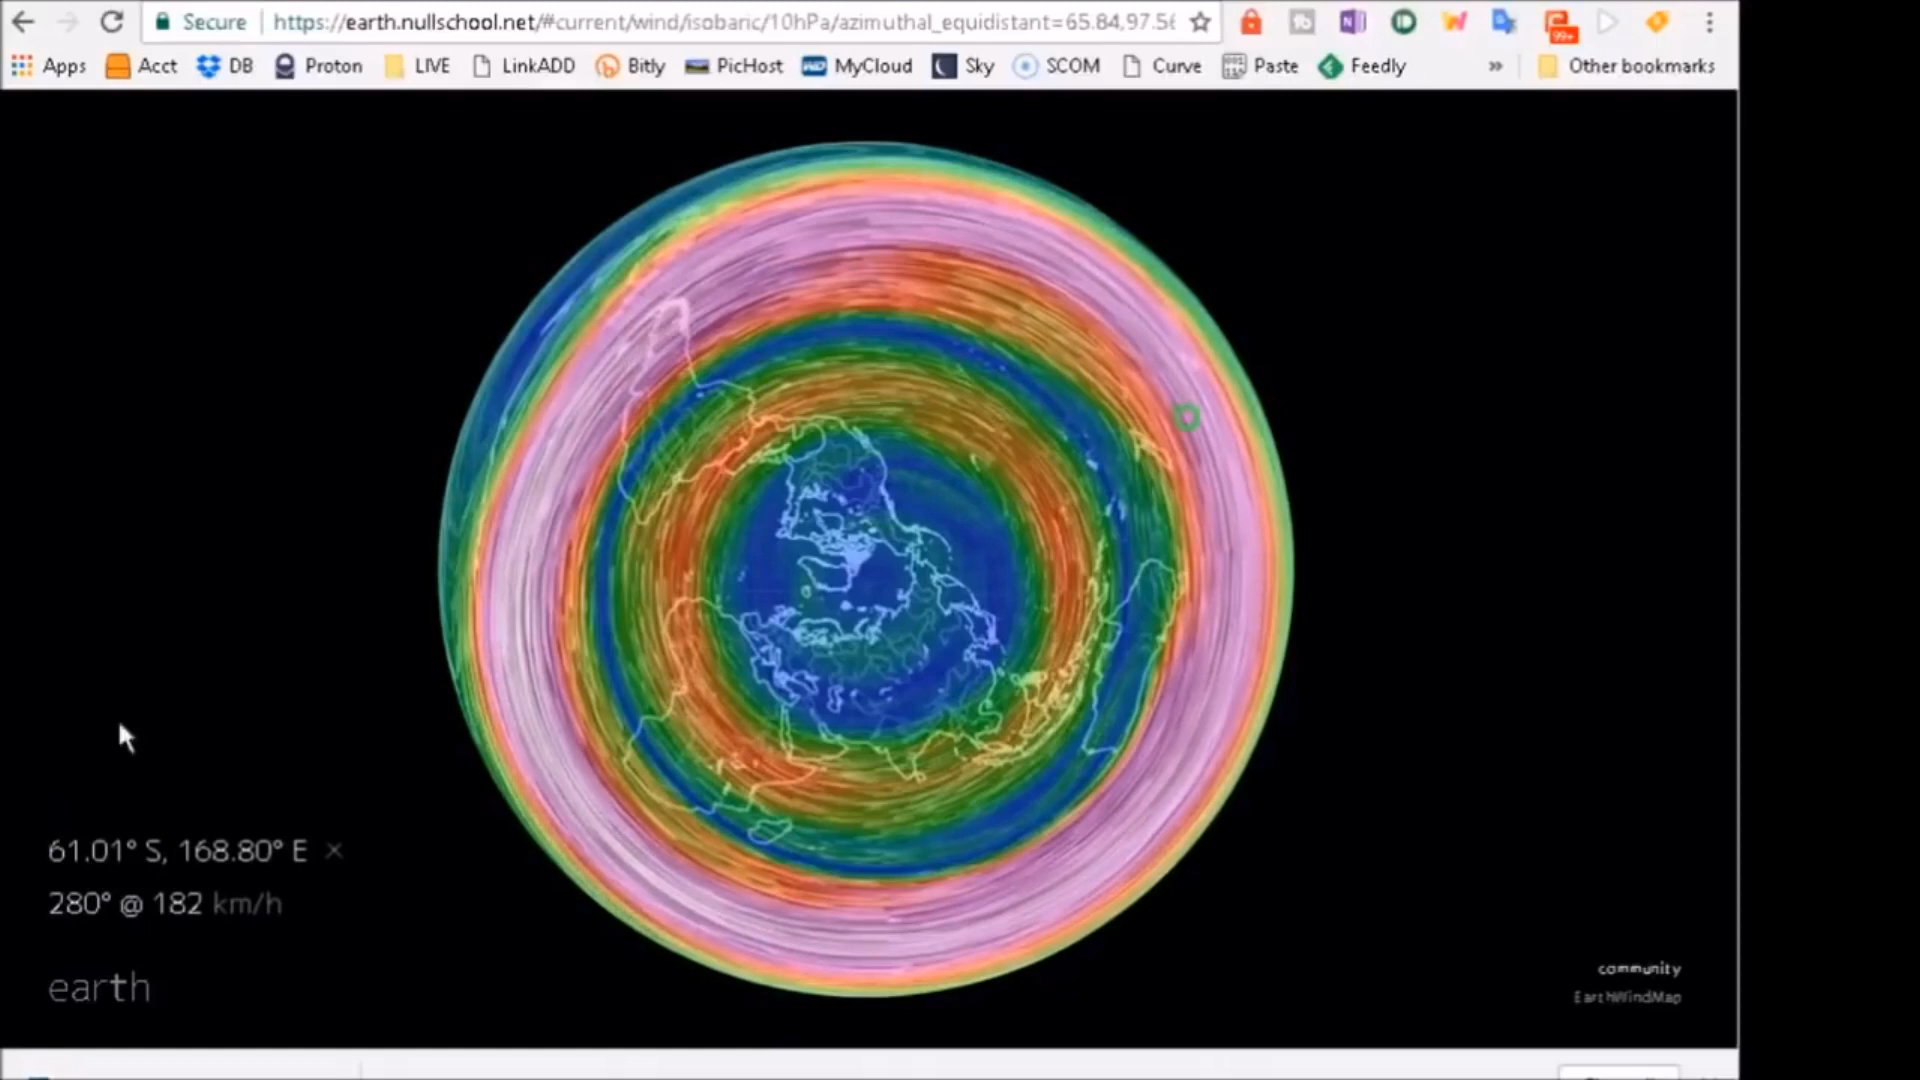 Secure https://earth.nullschool.net/#current/wind/isobaric/10hPa/azimuthal_equidistant=65.84,97.56
99+
Apps Acct DB Proton LIVE LinkADD Bitly PicHost MyCloud Sky SCOM Curve Paste Feedly » Other bookmarks
61.01° S, 168.80° E ×
280° @ 182 km/h
earth
community
EarthWindMap